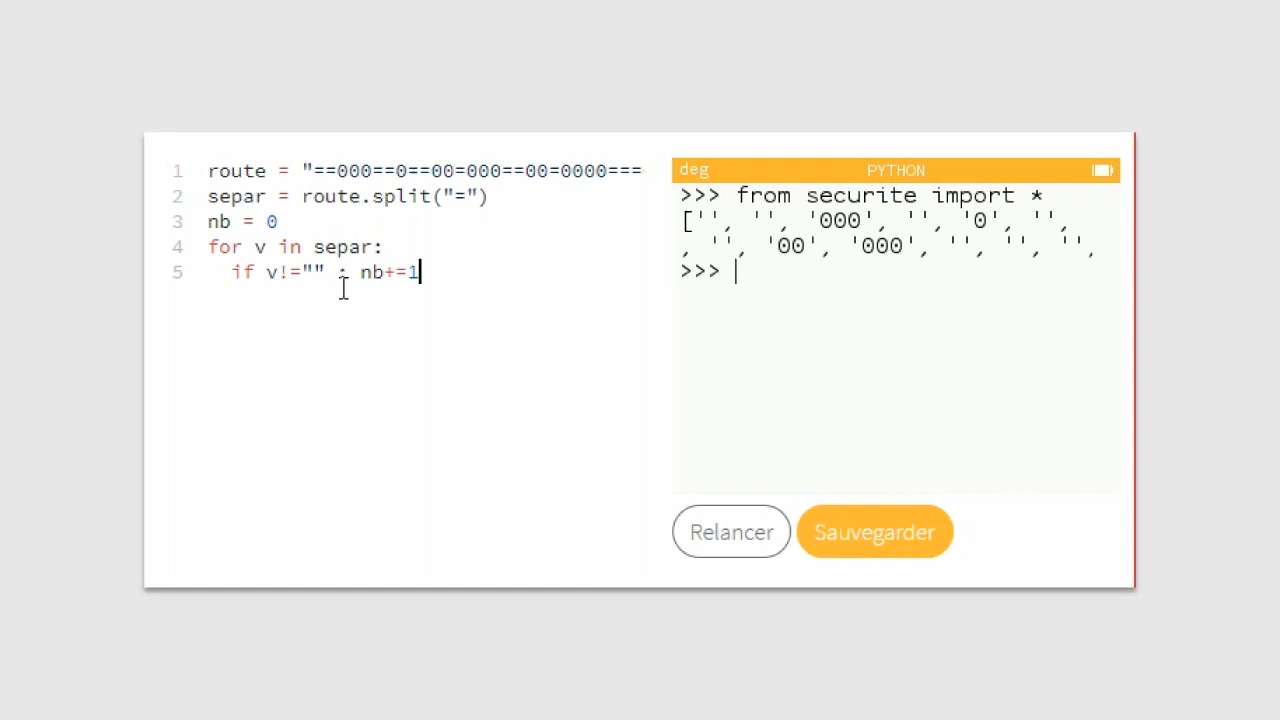 1 route = "==000==0==00=000==00=0000===
2 separ = route.split("=")
3 nb = 0
4 for v in separ:
5 if v!="" : nb+=1
deg PYTHON
>>> from securite import *
['', '', '000', '', '0', '',
, '', '00', '000', '', '', '',
>>>
Relancer Sauvegarder